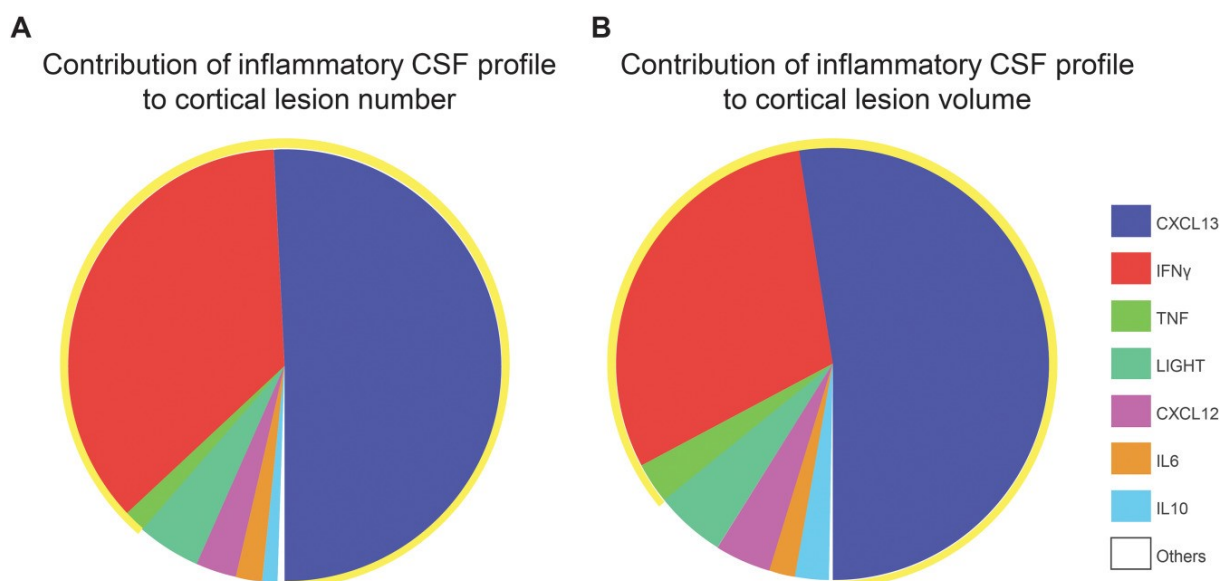 A
Contribution of inflammatory CSF profile
to cortical lesion number
B
Contribution of inflammatory CSF profile
to cortical lesion volume
CXCL13
IFNγ
TNF
LIGHT
CXCL12
IL6
IL10
Others